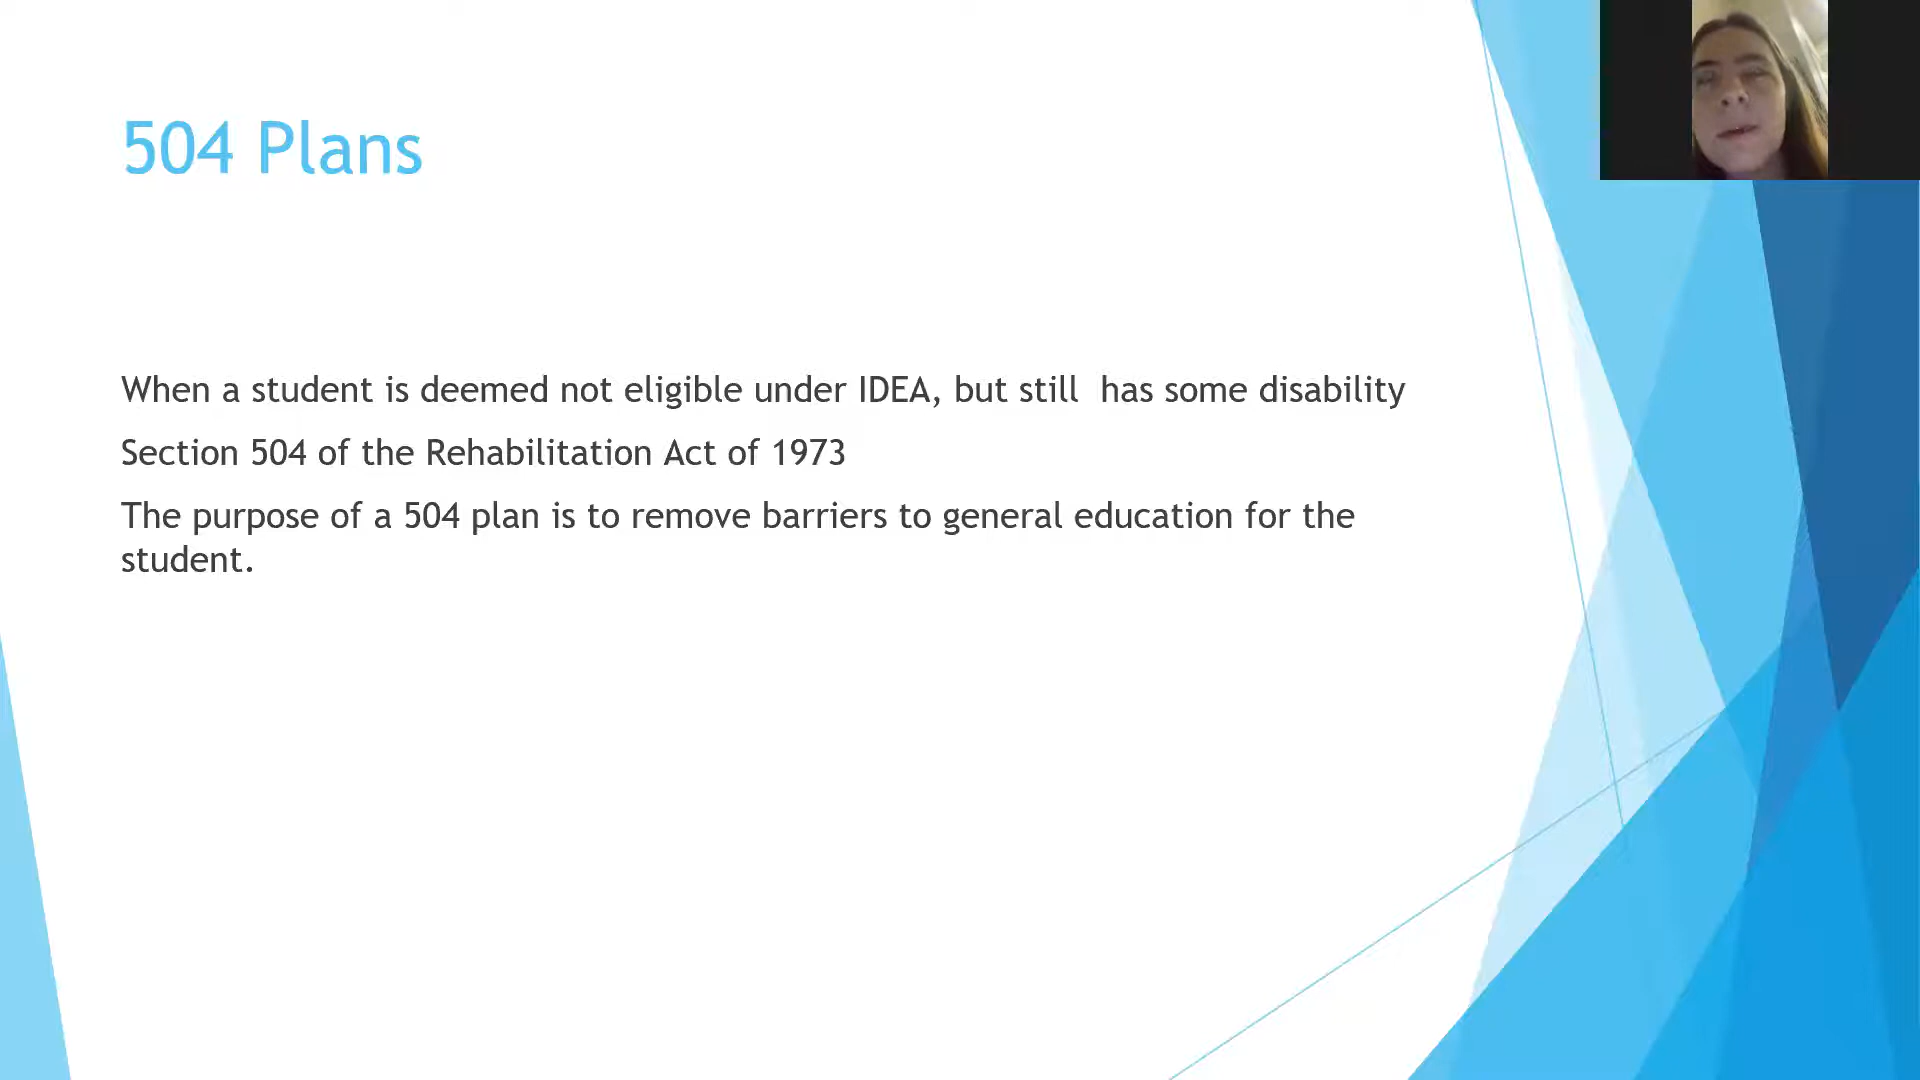 504 Plans
When a student is deemed not eligible under IDEA, but still  has some disability
Section 504 of the Rehabilitation Act of 1973
The purpose of a 504 plan is to remove barriers to general education for the
student.